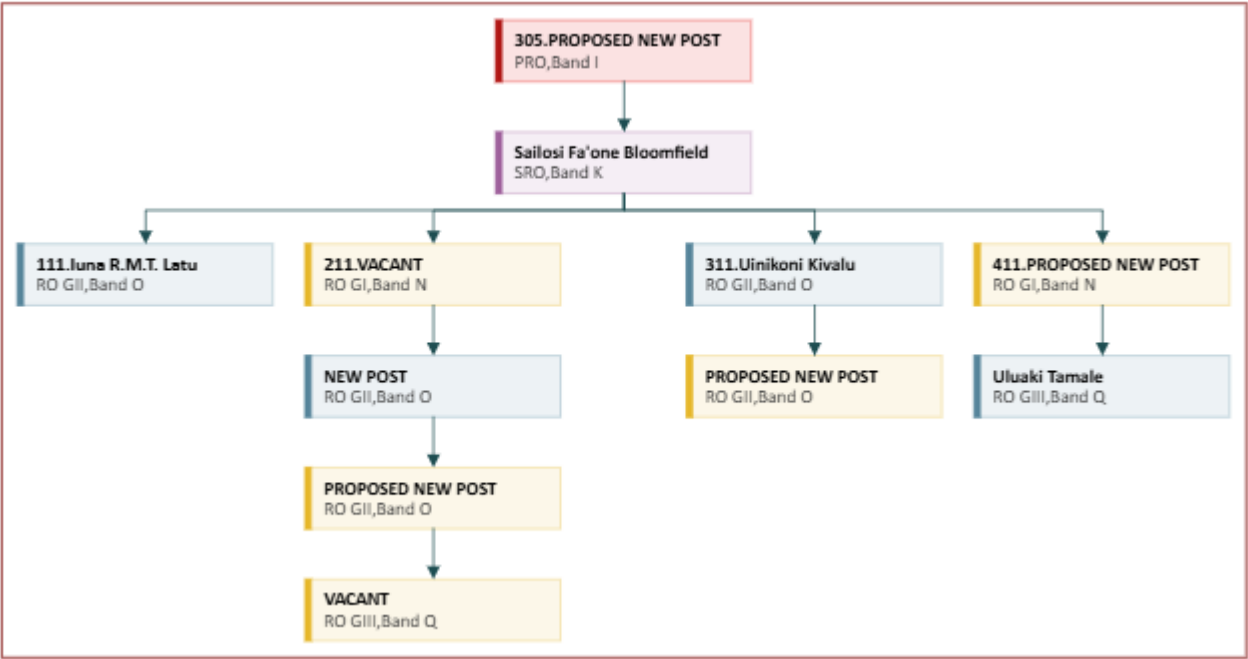 305.PROPOSED NEW POST
PRO,Band I
Sailosi Fa'one Bloomfield
SRO,Band K
111.Iuna R.M.T. Latu
RO GII,Band O
211.VACANT
RO GI,Band N
311.Uinikoni Kivalu
RO GII,Band O
411.PROPOSED NEW POST
RO GI,Band N
NEW POST
RO GII,Band O
PROPOSED NEW POST
RO GII,Band O
Uluaki Tamale
RO GIII,Band Q
PROPOSED NEW POST
RO GII,Band O
VACANT
RO GIII,Band Q